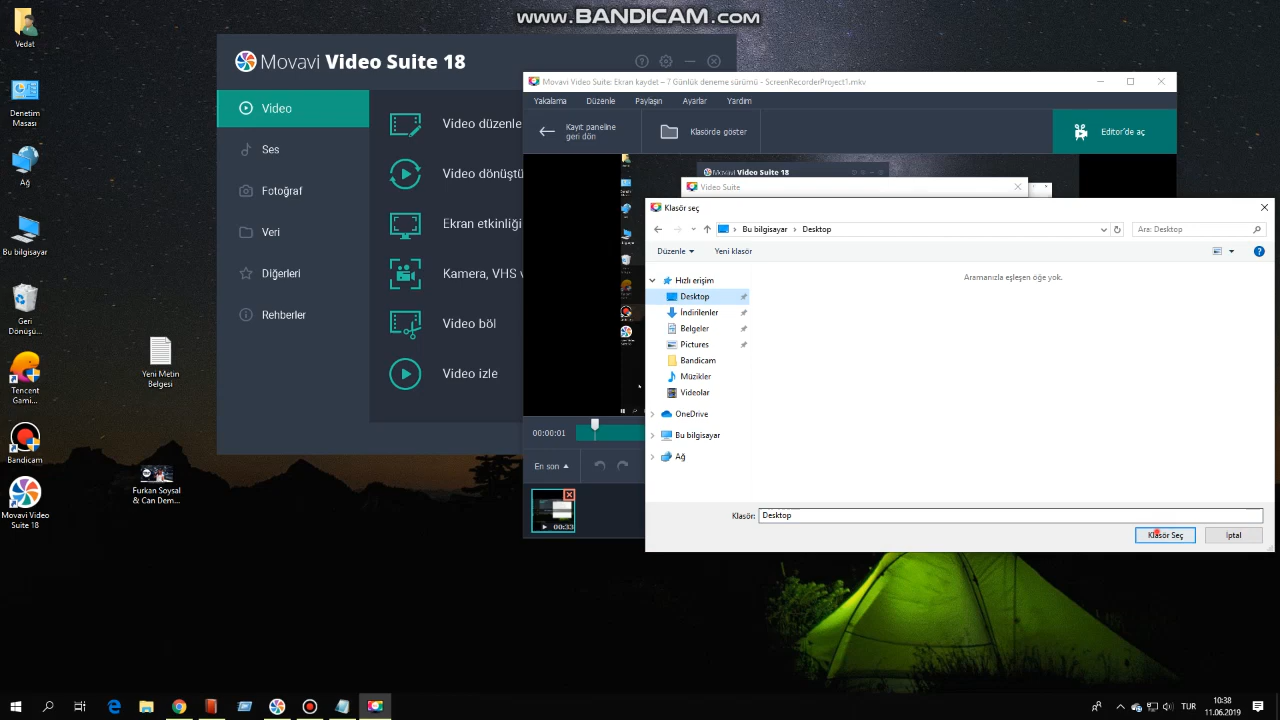 www.BANDICAM.com
Vedat
Denetim
Masası
Ağ
Bu bilgisayar
Geri
Dönüşü...
Tencent
Gami...
Bandicam
Movavi Video
Suite 18
Yeni Metin
Belgesi
Furkan Soysal
& Can Dem...
Movavi Video Suite 18
Video
Ses
Fotoğraf
Veri
Diğerleri
Rehberler
Video düzenle
Video dönüştü
Ekran etkinliği
Kamera, VHS v
Video böl
Video izle
Movavi Video Suite: Ekran kaydet – 7 Günlük deneme sürümü - ScreenRecorderProject1.mkv
Yakalama Düzenle Paylaşın Ayarlar Yardım
Kayıt paneline
geri dön
Klasörde göster
Editor'de aç
Movavi Video Suite 18
Video Suite
00:00:01
En son
00:33
Klasör seç
Bu bilgisayar > Desktop
Ara: Desktop
Düzenle
Yeni klasör
Hızlı erişim
Desktop
İndirilenler
Belgeler
Pictures
Bandicam
Müzikler
Videolar
OneDrive
Bu bilgisayar
Ağ
Aramanızla eşleşen öğe yok.
Klasör: Desktop
Klasör Seç
İptal
TUR
10:38
11.06.2019